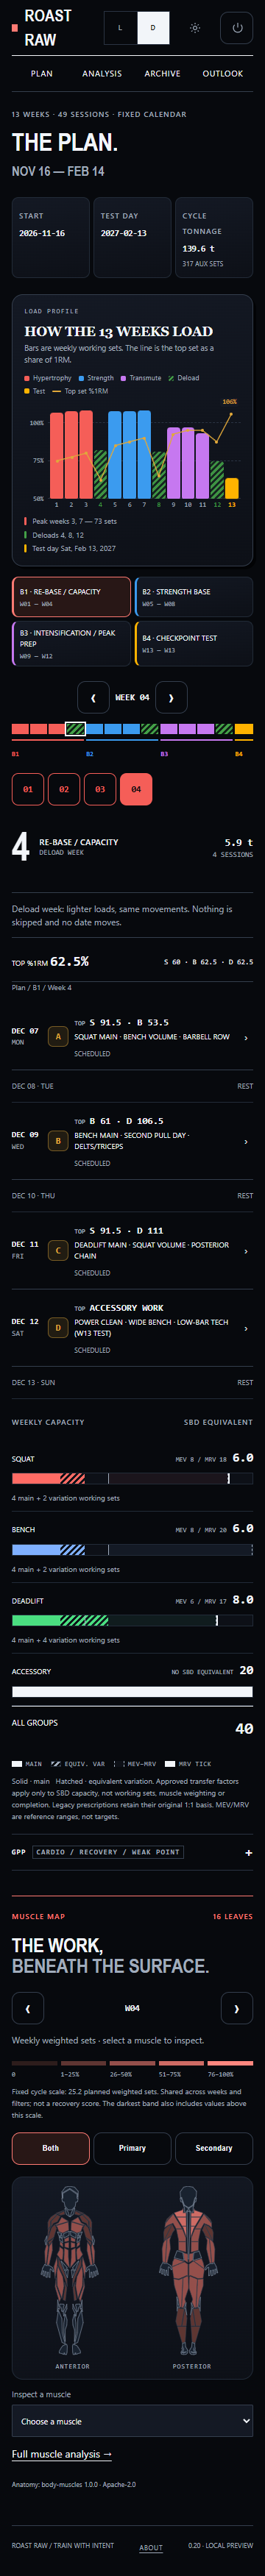 ROAST
RAW
L
D
PLAN
ANALYSIS
ARCHIVE
OUTLOOK
13 WEEKS · 49 SESSIONS · FIXED CALENDAR
THE PLAN.
NOV 16 — FEB 14
START
2026-11-16
TEST DAY
2027-02-13
CYCLE
TONNAGE
139.6 t
317 AUX SETS
LOAD PROFILE
HOW THE 13 WEEKS LOAD
Bars are weekly working sets. The line is the top set as a
share of 1RM.
Hypertrophy
Strength
Transmute
Deload
Test
Top set %1RM
106%
100%
75%
50%
1 2 3 4 5 6 7 8 9 10 11 12 13
Peak weeks 3, 7 — 73 sets
Deloads 4, 8, 12
Test day Sat, Feb 13, 2027
B1 · RE-BASE / CAPACITY
W01 — W04
B2 · STRENGTH BASE
W05 — W08
B3 · INTENSIFICATION / PEAK
PREP
W09 — W12
B4 · CHECKPOINT TEST
W13 — W13
‹
WEEK 04
›
B1
B2
B3
B4
01
02
03
04
4
RE-BASE / CAPACITY
DELOAD WEEK
5.9 t
4 SESSIONS
Deload week: lighter loads, same movements. Nothing is
skipped and no date moves.
TOP %1RM 62.5%
S 60 · B 62.5 · D 62.5
Plan / B1 / Week 4
DEC 07
MON
A
TOP S 91.5 · B 53.5
SQUAT MAIN · BENCH VOLUME · BARBELL ROW
SCHEDULED
›
DEC 08 · TUE
REST
DEC 09
WED
B
TOP B 61 · D 106.5
BENCH MAIN · SECOND PULL DAY ·
DELTS/TRICEPS
SCHEDULED
›
DEC 10 · THU
REST
DEC 11
FRI
C
TOP S 91.5 · D 111
DEADLIFT MAIN · SQUAT VOLUME · POSTERIOR
CHAIN
SCHEDULED
›
DEC 12
SAT
D
TOP ACCESSORY WORK
POWER CLEAN · WIDE BENCH · LOW-BAR TECH
(W13 TEST)
SCHEDULED
›
DEC 13 · SUN
REST
WEEKLY CAPACITY
SBD EQUIVALENT
SQUAT
MEV 8 / MRV 18 6.0
4 main + 2 variation working sets
BENCH
MEV 8 / MRV 20 6.0
4 main + 2 variation working sets
DEADLIFT
MEV 6 / MRV 17 8.0
4 main + 4 variation working sets
ACCESSORY
NO SBD EQUIVALENT 20
ALL GROUPS
40
MAIN
EQUIV. VAR
MEV–MRV
MRV TICK
Solid · main Hatched · equivalent variation. Approved transfer factors
apply only to SBD capacity, not working sets, muscle weighting or
completion. Legacy prescriptions retain their original 1:1 basis. MEV/MRV
are reference ranges, not targets.
GPP CARDIO / RECOVERY / WEAK POINT
+
MUSCLE MAP
16 LEAVES
THE WORK,
BENEATH THE SURFACE.
‹
W04
›
Weekly weighted sets · select a muscle to inspect.
0
1–25%
26–50%
51–75%
76–100%
Fixed cycle scale: 25.2 planned weighted sets. Shared across weeks and
filters; not a recovery score. The darkest band also includes values above
this scale.
Both
Primary
Secondary
ANTERIOR
POSTERIOR
Inspect a muscle
Choose a muscle
Full muscle analysis →
Anatomy: body-muscles 1.0.0 · Apache-2.0
ROAST RAW / TRAIN WITH INTENT
ABOUT
0.20 · LOCAL PREVIEW